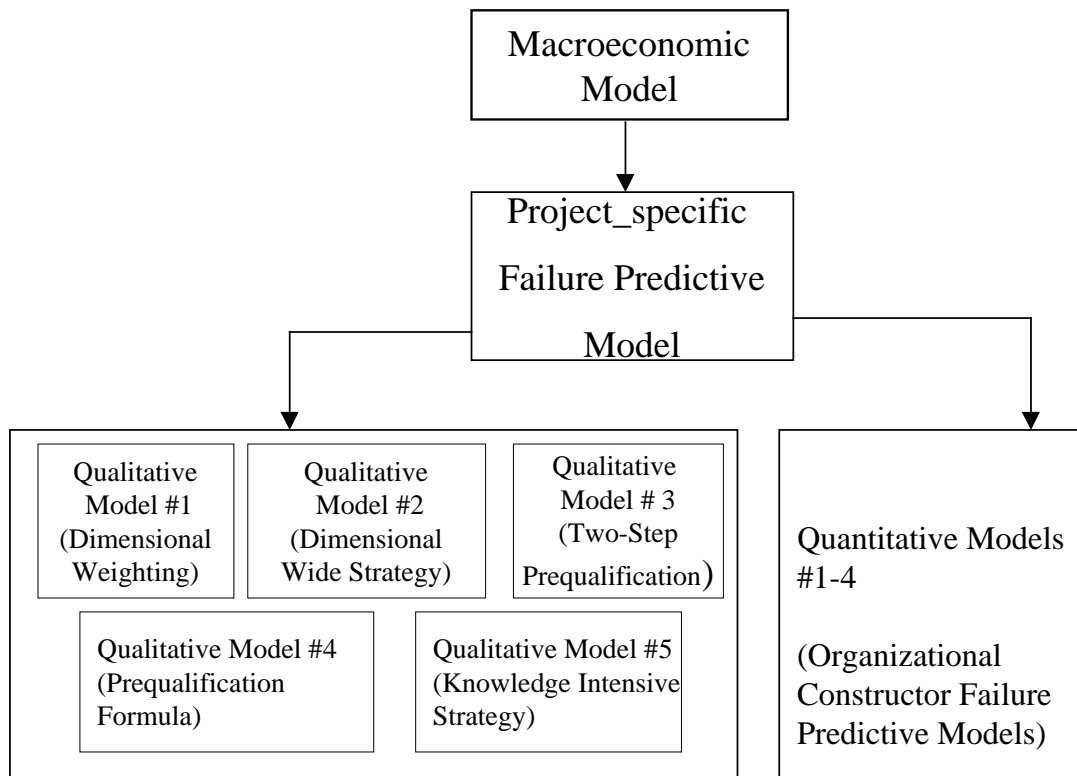 Macroeconomic
Model
Project_specific
Failure Predictive
Model
Qualitative
Model #1
(Dimensional
Weighting)
Qualitative
Model #2
(Dimensional
Wide Strategy)
Qualitative
Model # 3
(Two-Step
Prequalification)
Qualitative Model #4
(Prequalification
Formula)
Qualitative Model #5
(Knowledge Intensive
Strategy)
Quantitative Models
#1-4
(Organizational
Constructor Failure
Predictive Models)